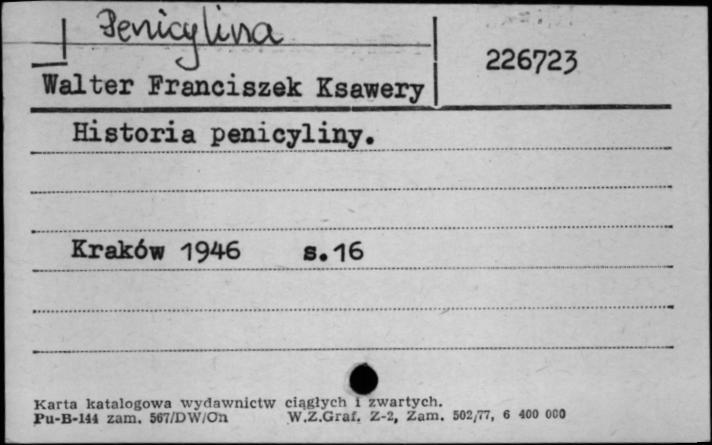 Penicylina
226723
Walter Franciszek Ksawery
Historia penicyliny.
Kraków 1946 s.16
Karta katalogowa wydawnictw ciągłych i zwartych.
Pu-B-144 zam. 567/DW/On W.Z.Graf. Z-2, Zam. 502/77, 6 400 000